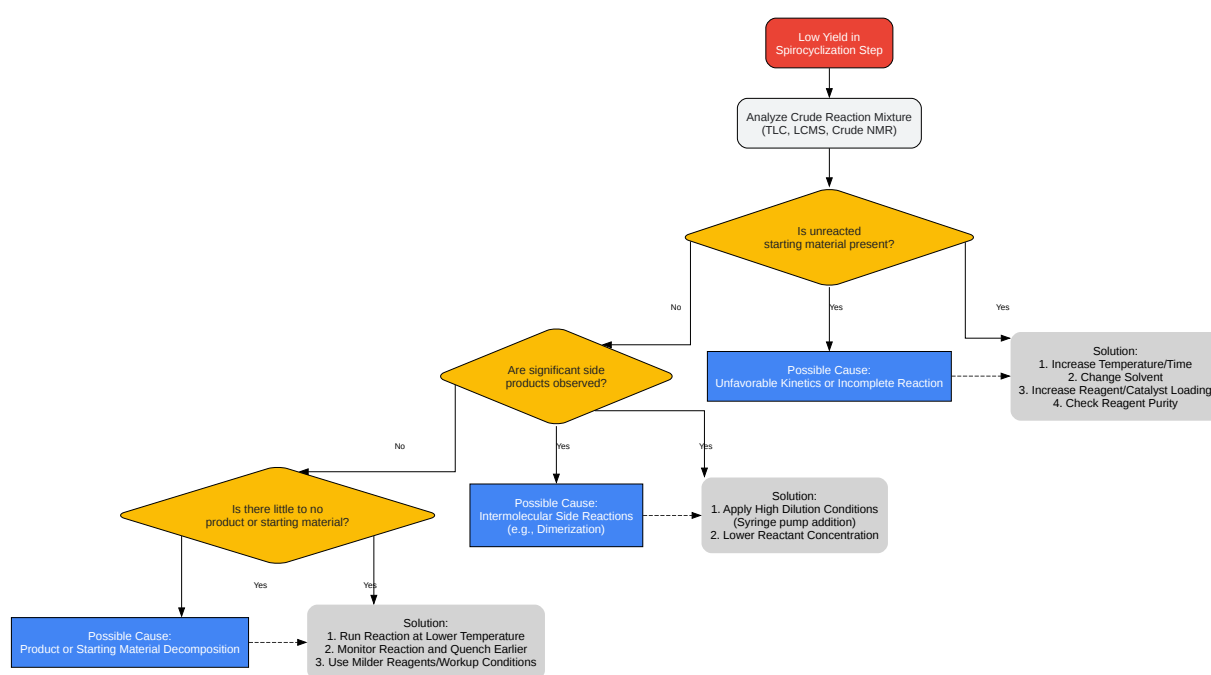 Low Yield in
Spirocyclization Step
Analyze Crude Reaction Mixture
(TLC, LCMS, Crude NMR)
Is unreacted
starting material present?
No
Yes
Yes
Are significant side
products observed?
Possible Cause:
Unfavorable Kinetics or Incomplete Reaction
Solution:
1. Increase Temperature/Time
2. Change Solvent
3. Increase Reagent/Catalyst Loading
4. Check Reagent Purity
No
Yes
Yes
Is there little to no
product or starting material?
Possible Cause:
Intermolecular Side Reactions
(e.g., Dimerization)
Solution:
1. Apply High Dilution Conditions
(Syringe pump addition)
2. Lower Reactant Concentration
Yes
Yes
Possible Cause:
Product or Starting Material Decomposition
Solution:
1. Run Reaction at Lower Temperature
2. Monitor Reaction and Quench Earlier
3. Use Milder Reagents/Workup Conditions